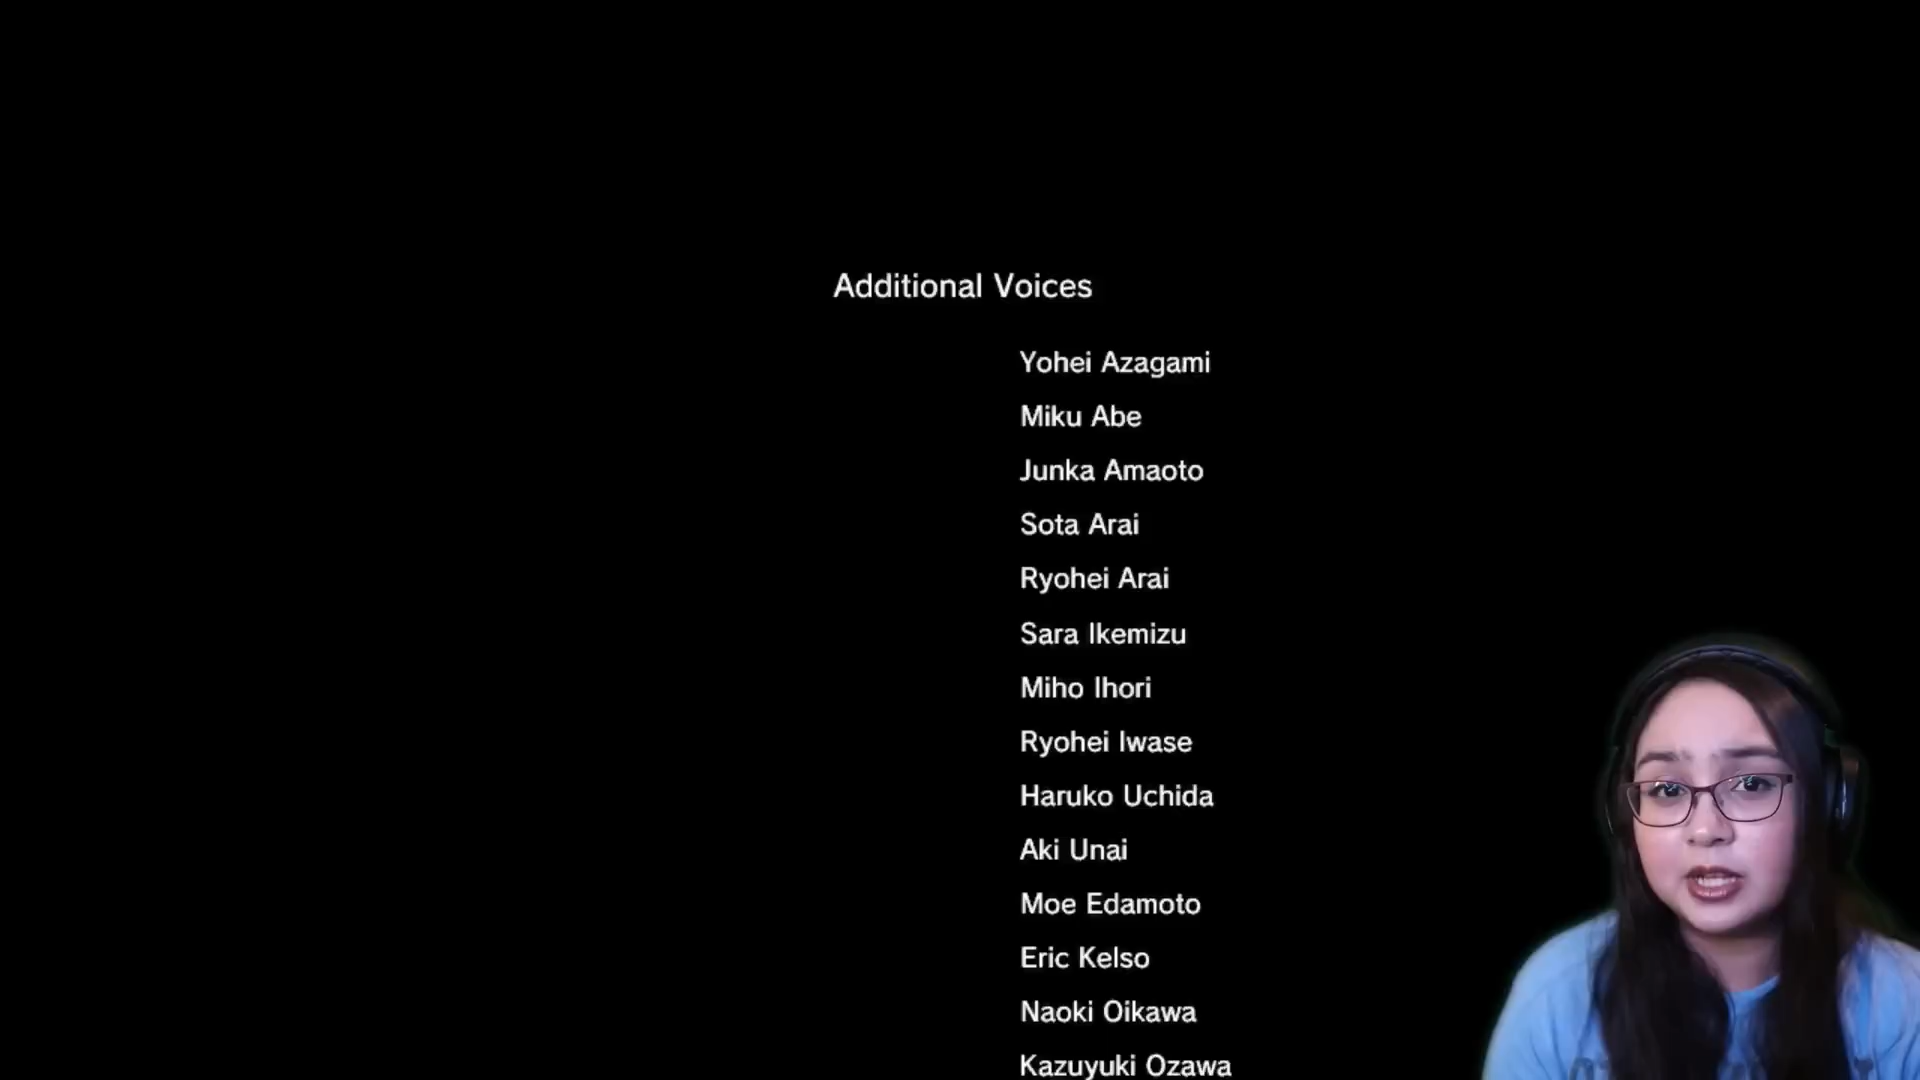 Additional Voices
Yohei Azagami
Miku Abe
Junka Amaoto
Sota Arai
Ryohei Arai
Sara Ikemizu
Miho Ihori
Ryohei Iwase
Haruko Uchida
Aki Unai
Moe Edamoto
Eric Kelso
Naoki Oikawa
Kazuyuki Ozawa